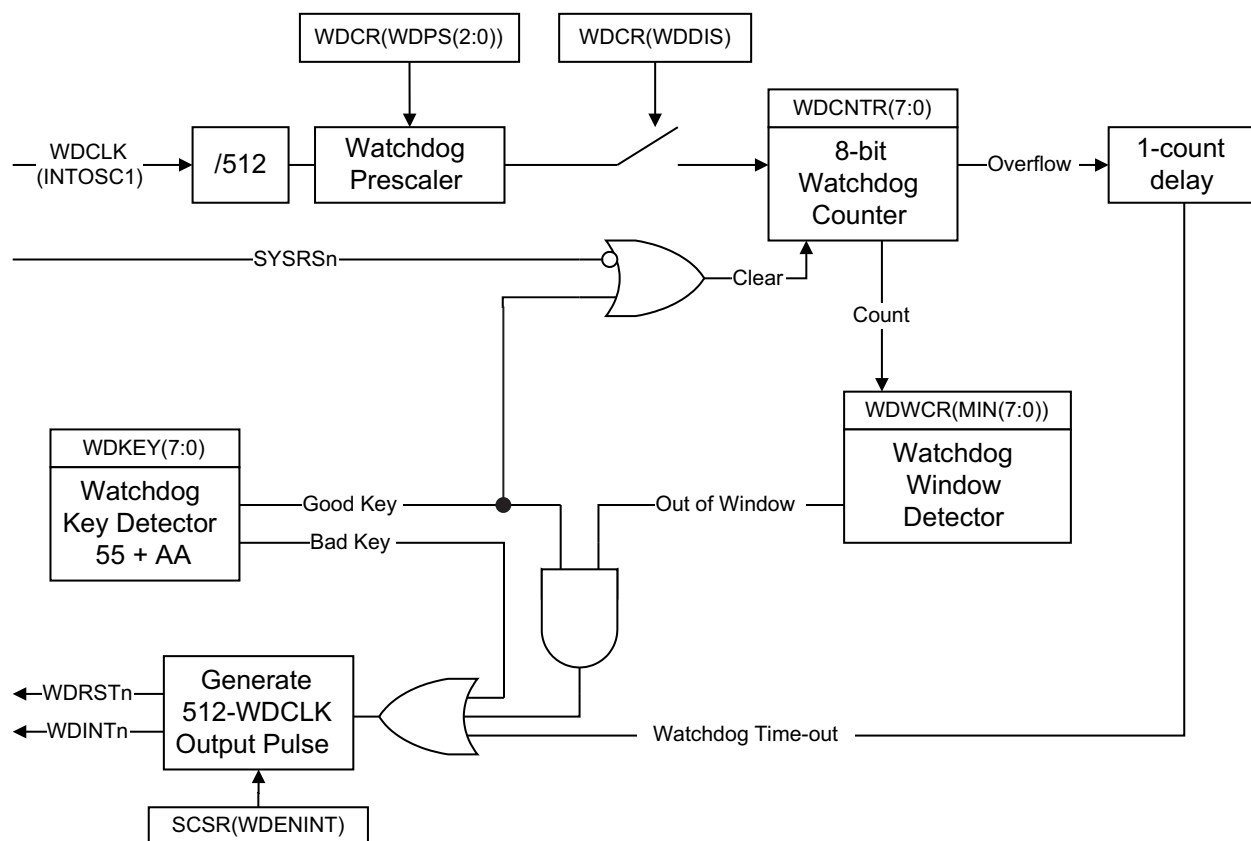 WDCR(WDPS(2:0))
WDCR(WDDIS)
WDCNTR(7:0)
WDCLK
(INTOSC1)
/512
Watchdog
Prescaler
8-bit
Watchdog
Counter
Overflow
1-count
delay
SYSRSn
Clear
Count
WDWCR(MIN(7:0))
Watchdog
Window
Detector
WDKEY(7:0)
Watchdog
Key Detector
55 + AA
Good Key
Bad Key
Out of Window
WDRSTn
WDINTn
Generate
512-WDCLK
Output Pulse
Watchdog Time-out
SCSR(WDENINT)